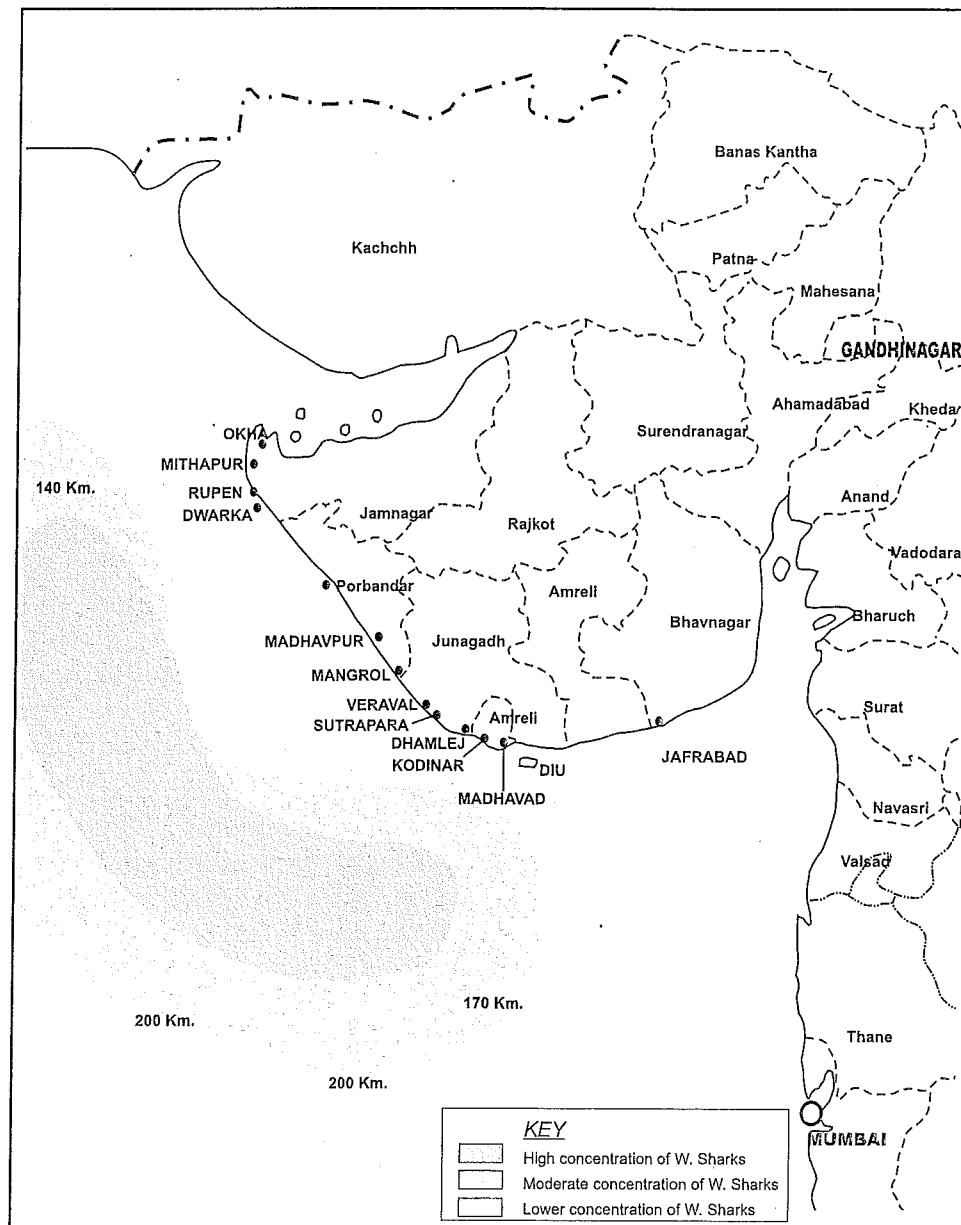 Banas Kantha
Kachchh
Patna
Mahesana
GANDHINAGAR
Ahamadabad
Kheda
OKHA
Surendranagar
MITHAPUR
140 Km.
RUPEN
Anand
DWARKA
Jamnagar
Rajkot
Vadodara
Porbandar
Amreli
Bhavnagar
Bharuch
MADHAVPUR
Junagadh
MANGROL
VERAVAL
Surat
SUTRAPARA
Amreli
DHAMLEJ
JAFRABAD
KODINAR
DIU
MADHAVAD
Navasri
Valsad
170 Km.
200 Km.
Thane
200 Km.
MUMBAI
KEY
High concentration of W. Sharks
Moderate concentration of W. Sharks
Lower concentration of W. Sharks